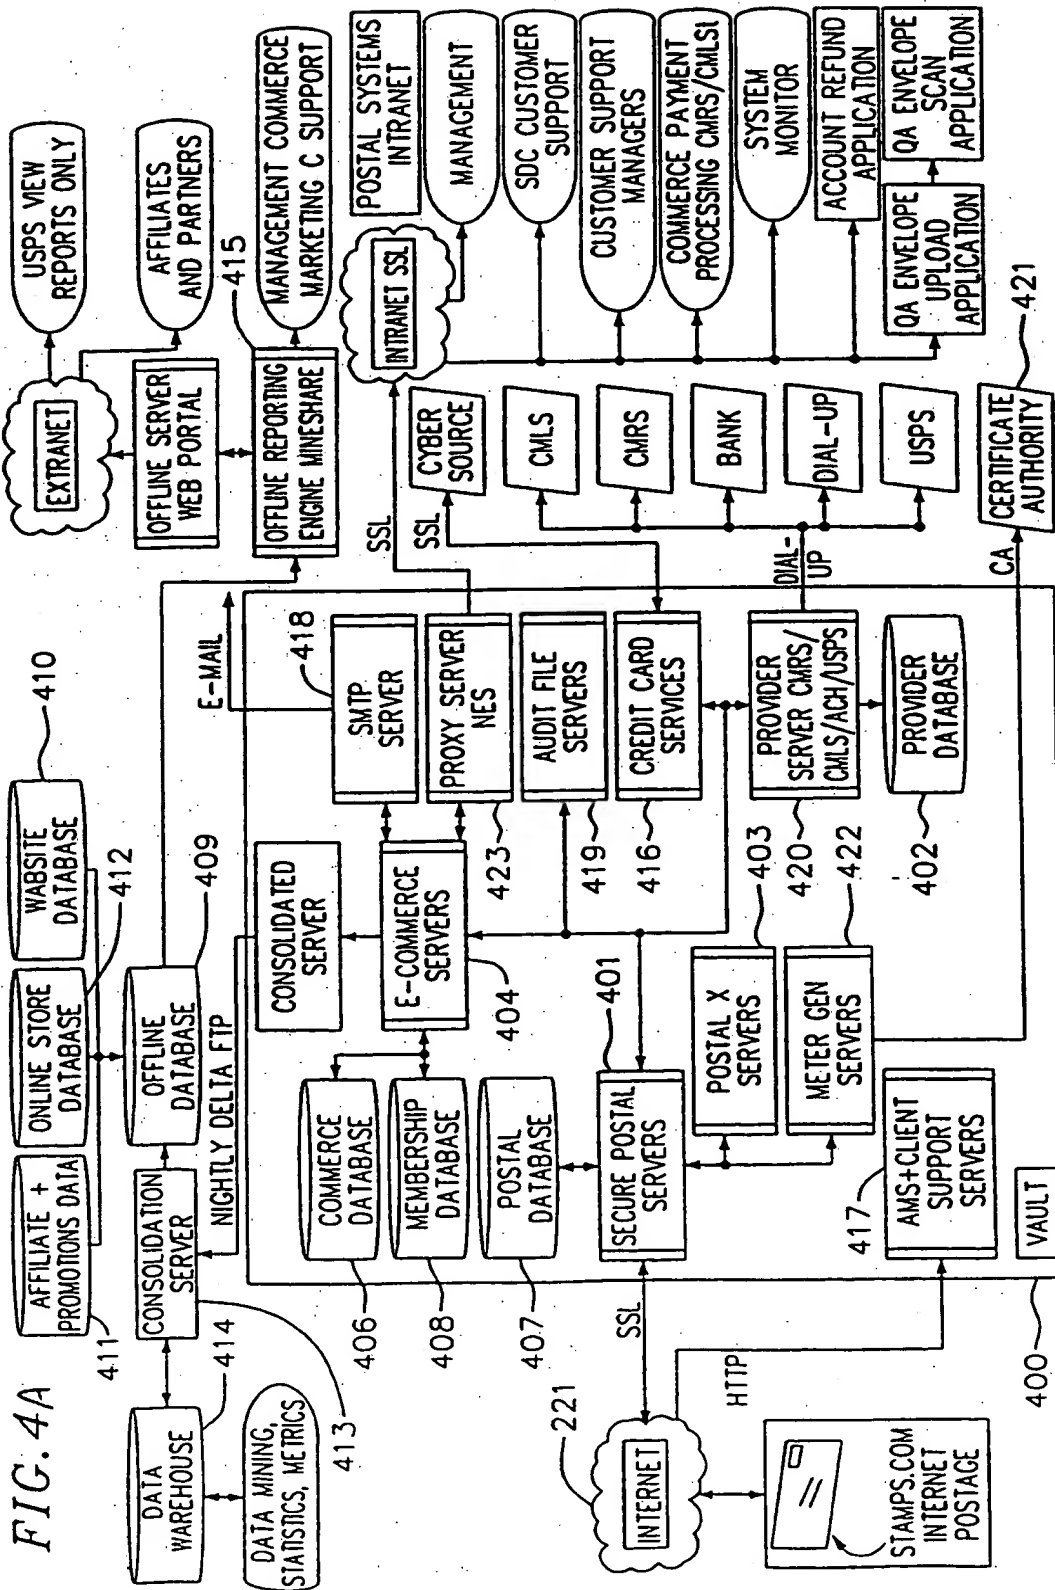 FIG. 4A
AFFILIATE +
PROMOTIONS DATA
411
ONLINE STORE
DATABASE
412
WABSITE
DATABASE
410
DATA
WAREHOUSE
414
DATA MINING,
STATISTICS, METRICS
CONSOLIDATION
SERVER
413
OFFLINE
DATABASE
409
NIGHTLY DELTA FTP
E-MAIL
EXTRANET
USPS VIEW
REPORTS ONLY
AFFILIATES
AND PARTNERS
OFFLINE SERVER
WEB PORTAL
415
OFFLINE REPORTING
ENGINE MINESHARE
MANAGEMENT COMMERCE
MARKETING C SUPPORT
COMMERCE
DATABASE
406
MEMBERSHIP
DATABASE
408
POSTAL
DATABASE
407
CONSOLIDATED
SERVER
E-COMMERCE
SERVERS
404
SMTP
SERVER
418
PROXY SERVER
NES
423
AUDIT FILE
SERVERS
419
CREDIT CARD
SERVICES
416
SSL
SSL
INTRANET SSL
POSTAL SYSTEMS
INTRANET
MANAGEMENT
SDC CUSTOMER
SUPPORT
CUSTOMER SUPPORT
MANAGERS
COMMERCE PAYMENT
PROCESSING CMRS/CMLSt
SYSTEM
MONITOR
ACCOUNT REFUND
APPLICATION
QA ENVELOPE
UPLOAD
APPLICATION
QA ENVELOPE
SCAN
APPLICATION
CYBER
SOURCE
CMLS
CMRS
BANK
DIAL-UP
USPS
CERTIFICATE
AUTHORITY
421
CA
DIAL-
UP
SECURE POSTAL
SERVERS
401
POSTAL X
SERVERS
403
METER GEN
SERVERS
422
PROVIDER
SERVER CMRS/
CMLS/ACH/USPS
420
PROVIDER
DATABASE
402
AMS+CLIENT
SUPPORT
SERVERS
417
VAULT
400
SSL
HTTP
221
INTERNET
STAMPS.COM
INTERNET
POSTAGE